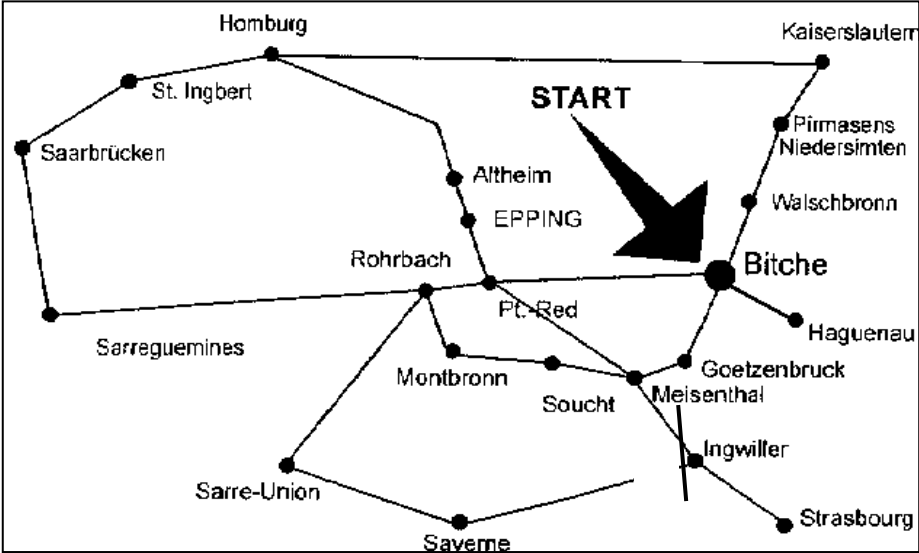 Homburg
Kaiserslautern
St. Ingbert
START
Pirmasens
Niedersimten
Saarbrücken
Altheim
Walschbronn
EPPING
Rohrbach
Bitche
Pt.-Red
Haguenau
Sarreguemines
Montbronn
Goetzenbruck
Soucht
Meisenthal
Ingwiller
Sarre-Union
Strasbourg
Saverne